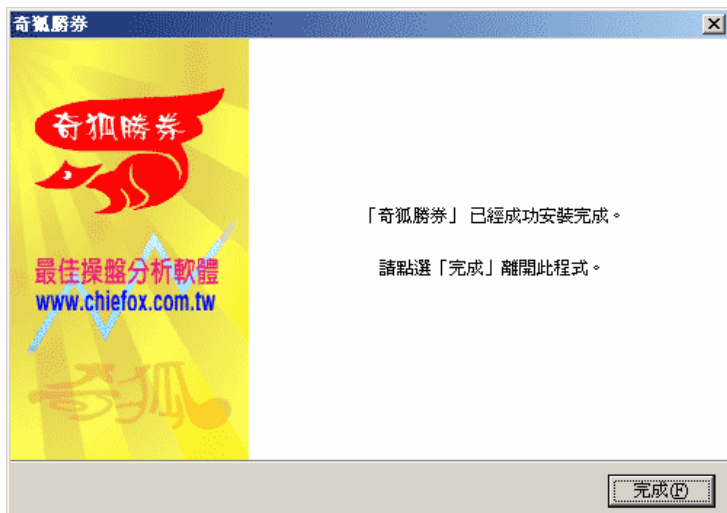 奇狐勝券
奇狐勝券
最佳操盤分析軟體
www.chiefox.com.tw
奇狐
「奇狐勝券」 已經成功安裝完成。
請點選「完成」離開此程式。
完成(F)